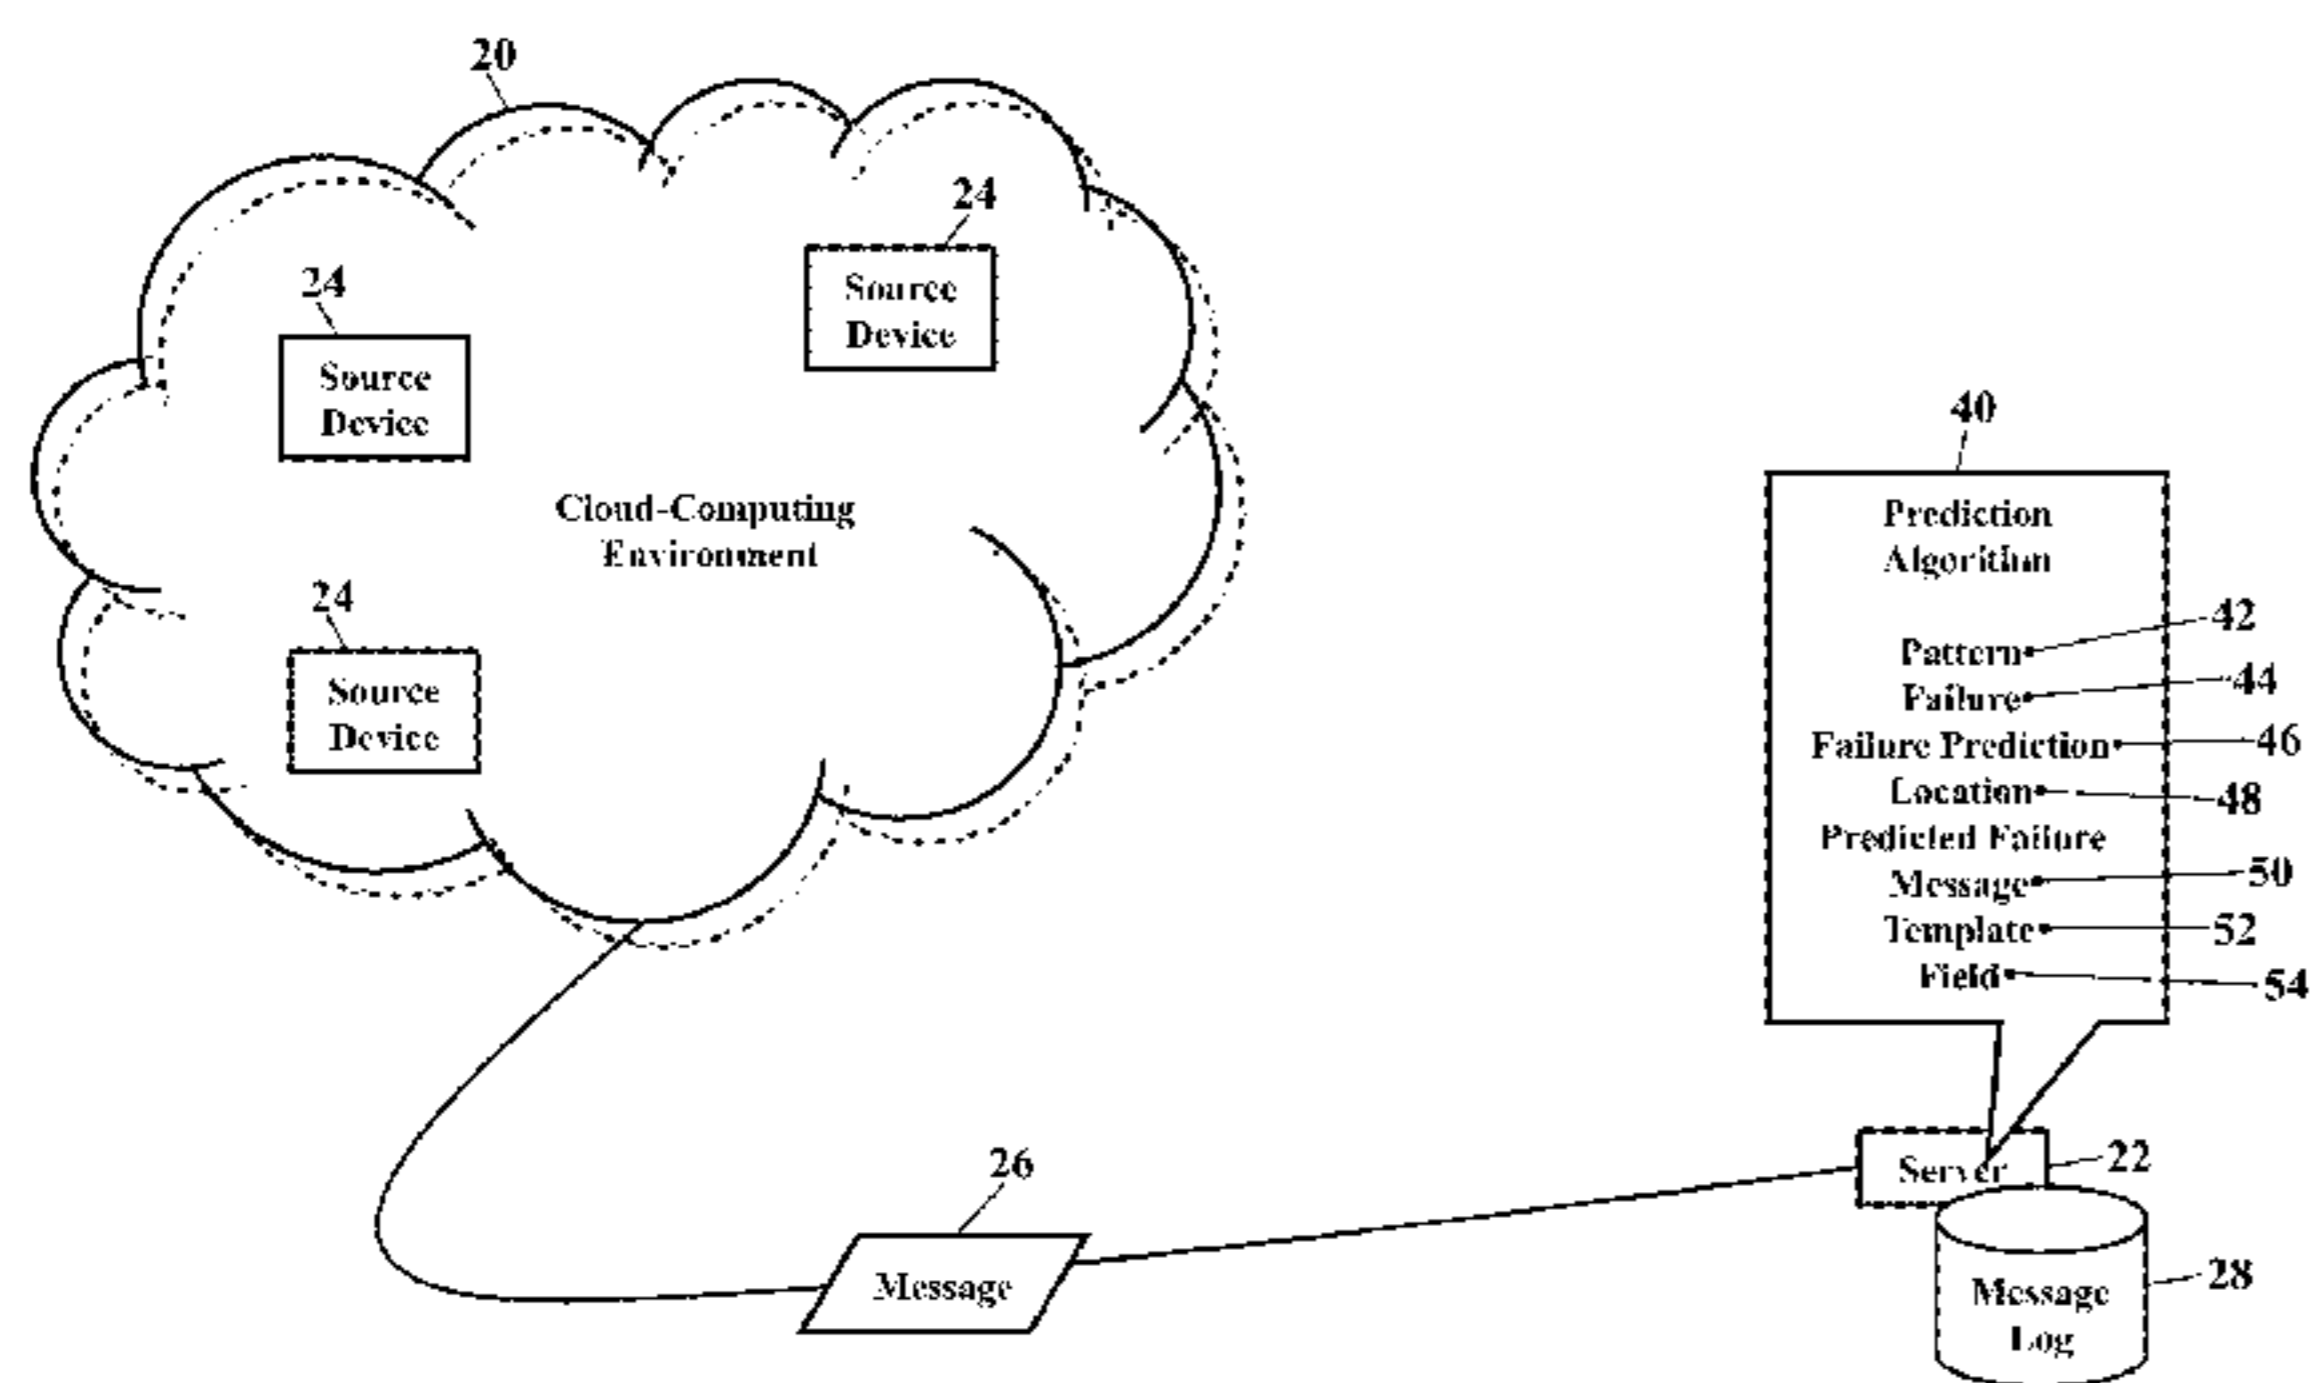 20
24
Source
Device
24
Source
Device
Cloud-Computing
Environment
24
Source
Device
40
Prediction
Algorithm
Pattern 42
Failure 44
Failure Prediction 46
Location 48
Predicted Failure
Message 50
Template 52
Field 54
26
Message
Server 22
Message
Log
28